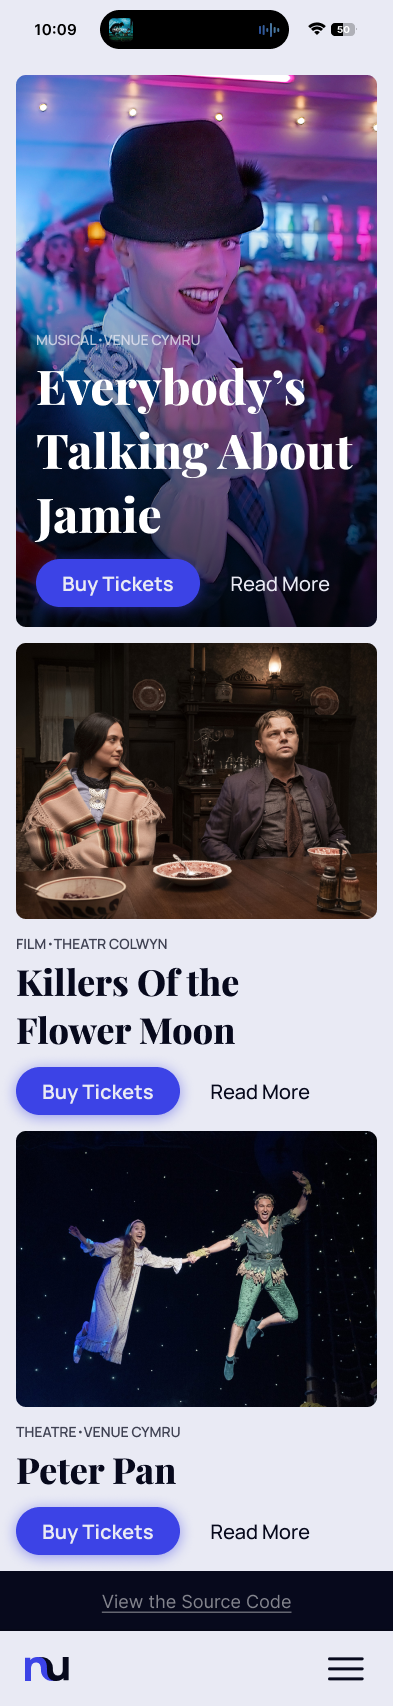 10:09
50
MUSICAL•VENUE CYMRU
Everybody’s
Talking About
Jamie
Buy Tickets Read More
FILM•THEATR COLWYN
Killers Of the
Flower Moon
Buy Tickets Read More
THEATRE•VENUE CYMRU
Peter Pan
Buy Tickets Read More
View the Source Code
nu